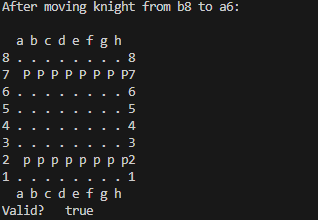 After moving knight from b8 to a6:
a b c d e f g h
8 . . . . . . . . 8
7 P P P P P P P P7
6 . . . . . . . . 6
5 . . . . . . . . 5
4 . . . . . . . . 4
3 . . . . . . . . 3
2 p p p p p p p p2
1 . . . . . . . . 1
a b c d e f g h
Valid? true